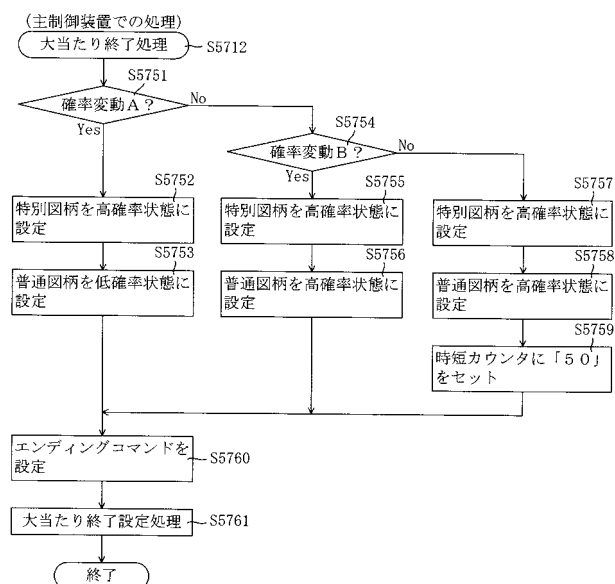 (主制御装置での処理)
大当たり終了処理
S5712
S5751
確率変動A?
No
Yes
S5754
確率変動B?
No
Yes
S5752
特別図柄を高確率状態に
設定
S5753
普通図柄を低確率状態に
設定
S5755
特別図柄を高確率状態に
設定
S5756
普通図柄を高確率状態に
設定
S5757
特別図柄を高確率状態に
設定
S5758
普通図柄を高確率状態に
設定
S5759
時短カウンタに「50」
をセット
エンディングコマンドを
設定
S5760
大当たり終了設定処理
S5761
終了